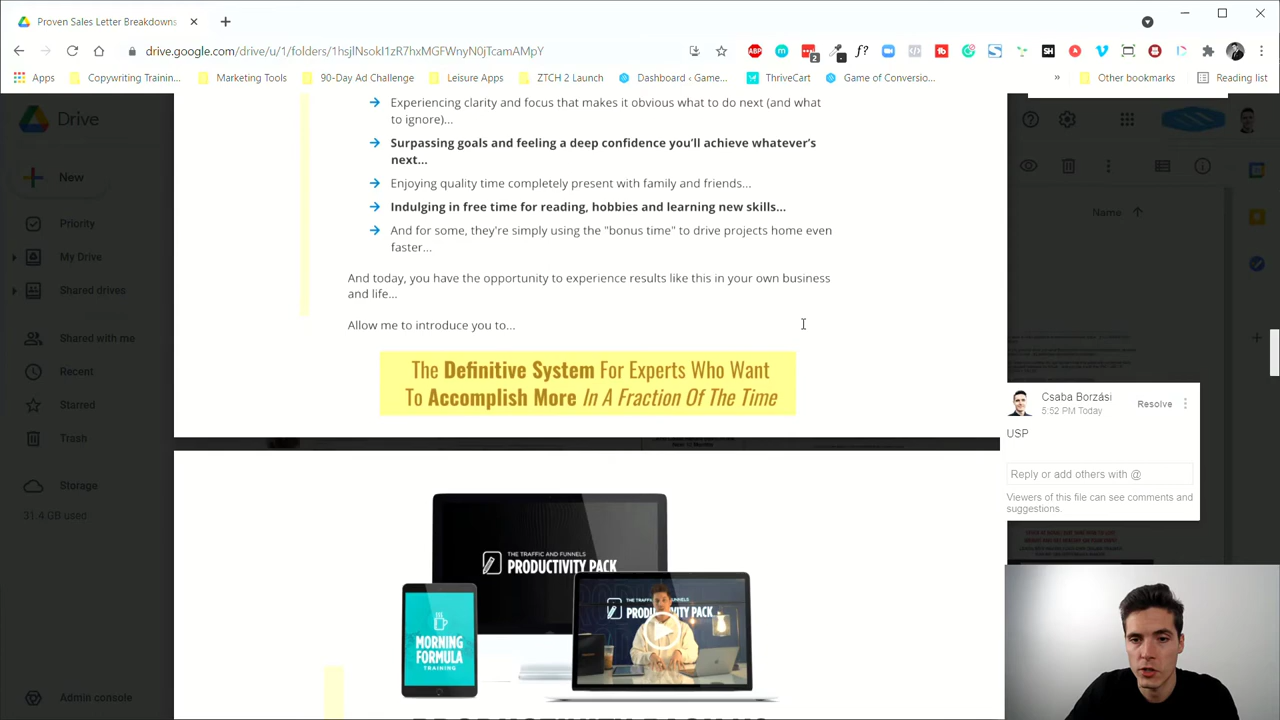 Proven Sales Letter Breakdowns
drive.google.com/drive/u/1/folders/1hsjlNsokI1zR7hxMGFWnyN0jTcamAMpY
ABP
m
2
f?
SH
Apps
Copywriting Trainin...
Marketing Tools
90-Day Ad Challenge
Leisure Apps
ZTCH 2 Launch
Dashboard ‹ Game...
ThriveCart
Game of Conversio...
»
Other bookmarks
Reading list
Drive
New
Priority
My Drive
Shared drives
Shared with me
Recent
Starred
Trash
Storage
31.4 GB used
Admin console
Experiencing clarity and focus that makes it obvious what to do next (and what
to ignore)...
Surpassing goals and feeling a deep confidence you'll achieve whatever's
next...
Enjoying quality time completely present with family and friends...
Indulging in free time for reading, hobbies and learning new skills...
And for some, they're simply using the "bonus time" to drive projects home even
faster...
And today, you have the opportunity to experience results like this in your own business
and life...
Allow me to introduce you to...
The Definitive System For Experts Who Want
To Accomplish More In A Fraction Of The Time
THE TRAFFIC AND FUNNELS
PRODUCTIVITY PACK
MORNING
FORMULA
TRAINING
THE TRAFFIC AND FUNNELS
Name
Csaba Borzási
5:52 PM Today
Resolve
USP
Reply or add others with @
Viewers of this file can see comments and
suggestions.